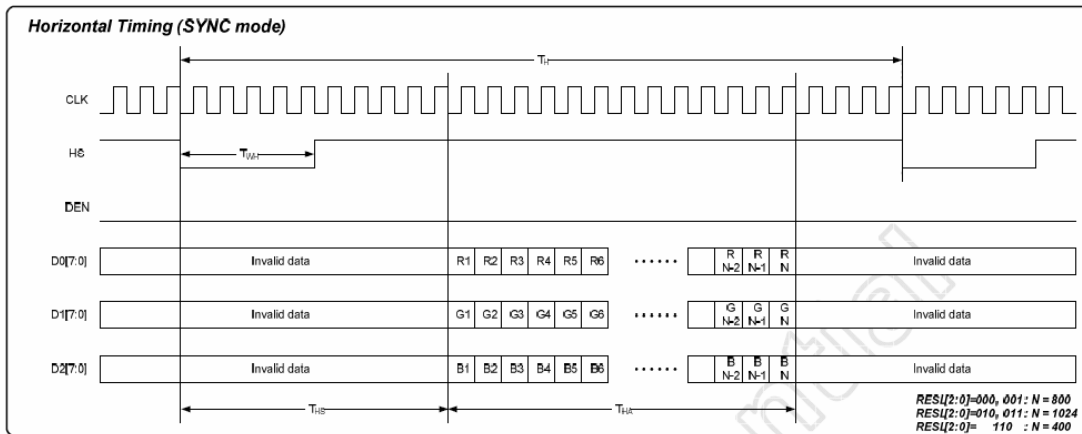 Horizontal Timing (SYNC mode)
TH
CLK
HS
TWH
DEN
D0[7:0] Invalid data R1 R2 R3 R4 R5 R6 ...... R N-2 R N-1 R N Invalid data
D1[7:0] Invalid data G1 G2 G3 G4 G5 G6 ...... G N-2 G N-1 G N Invalid data
D2[7:0] Invalid data B1 B2 B3 B4 B5 B6 ...... B N-2 B N-1 B N Invalid data
THS THA
RESL[2:0]=000, 001: N = 800
RESL[2:0]=010, 011: N = 1024
RESL[2:0]= 110 : N = 400